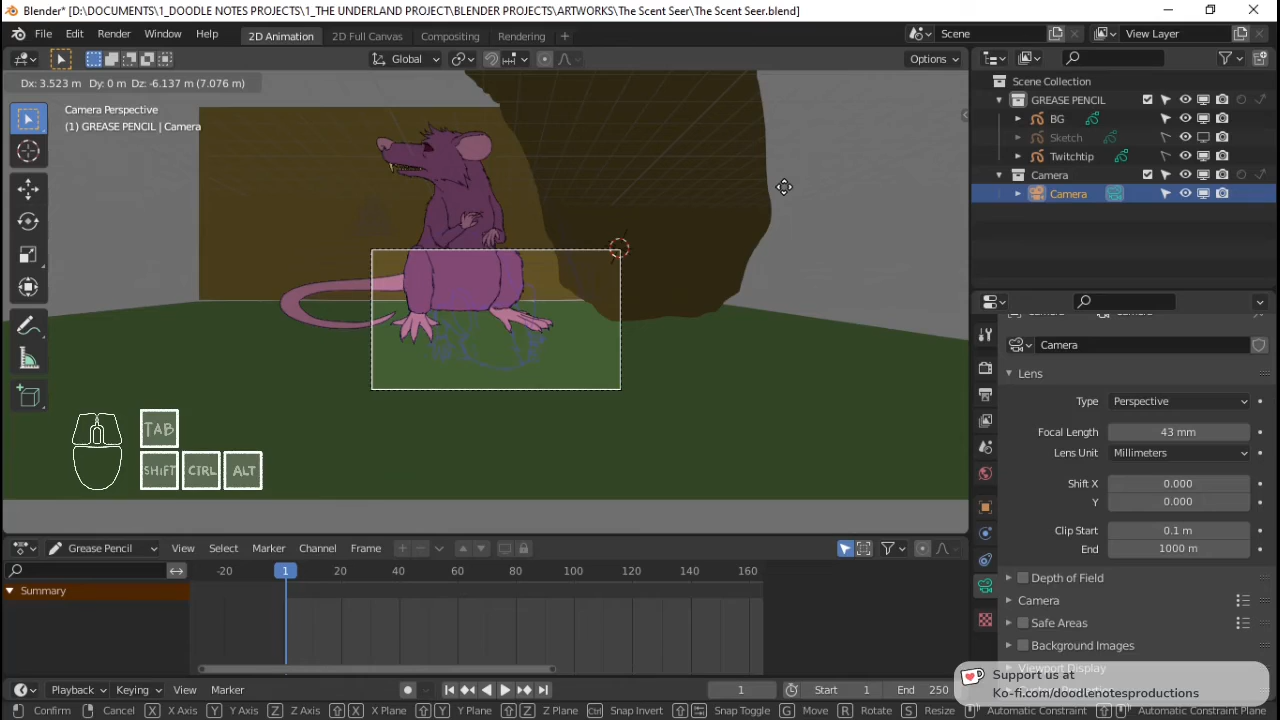 Blender* [D:\DOCUMENTS\1_DOODLE NOTES PROJECTS\1_THE UNDERLAND PROJECT\BLENDER PROJECTS\ARTWORKS\The Scent Seer\The Scent Seer.blend]
File Edit Render Window Help 2D Animation 2D Full Canvas Compositing Rendering + Scene View Layer
Global Options
Dx: 3.523 m Dy: 0 m Dz: -6.137 m (7.076 m)
Camera Perspective
(1) GREASE PENCIL | Camera
Scene Collection
GREASE PENCIL
BG
Sketch
Twitchtip
Camera
Camera
Camera
Lens
Type Perspective
Focal Length 43 mm
Lens Unit Millimeters
Shift X 0.000
Y 0.000
Clip Start 0.1 m
End 1000 m
Depth of Field
Camera
Safe Areas
Background Images
Viewport Display
Support us at
Ko-fi.com/doodlenotesproductions
TAB
SHIFT CTRL ALT
Grease Pencil View Select Marker Channel Frame
-20 1 20 40 60 80 100 120 140 160
Summary
Playback Keying View Marker 1 Start 1 End 250
Confirm Cancel X X Axis Y Y Axis Z Z Axis X X Plane Y Y Plane Z Z Plane Ctrl Snap Invert Snap Toggle G Move R Rotate S Resize Automatic Constraint Automatic Constraint Plane